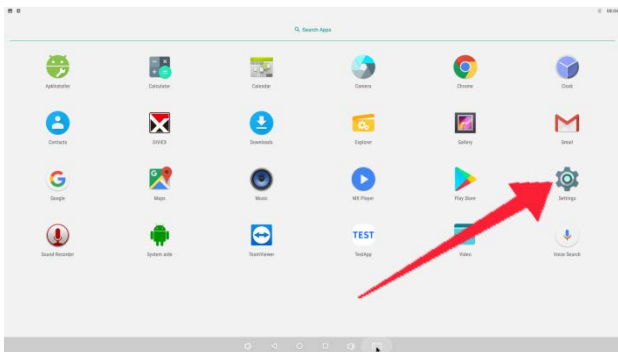 Search Apps
ApkInstaller Calculator Calendar Camera Chrome Clock
Contacts DIVIEX Downloads Explorer Gallery Gmail
Google Maps Music MX Player Play Store Settings
TEST
Sound Recorder System aide TeamViewer TestApp Video Voice Search